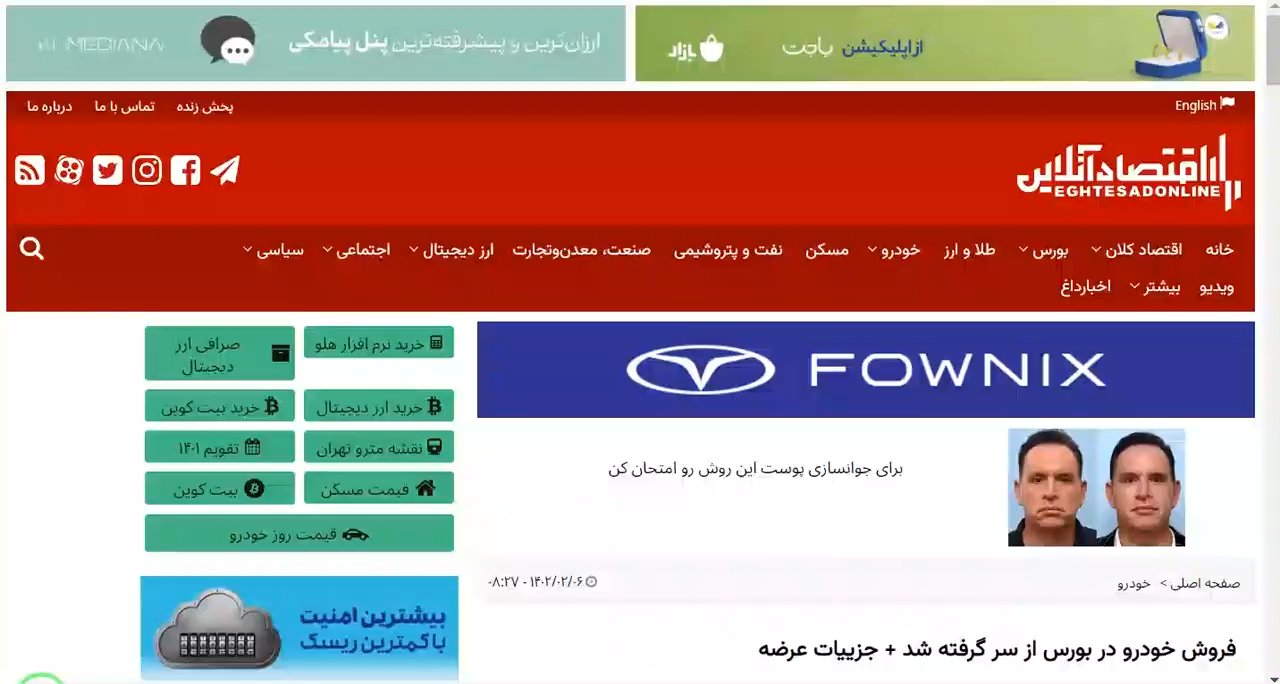 ارزان‌ترین و پیشرفته‌ترین پنل پیامکی
MEDIANA
از اپلیکیشن باجت
بازار
English
پخش زنده
تماس با ما
درباره ما
اقتصادآنلاین
EGHTESADONLINE
خانه
اقتصاد کلان
بورس
طلا و ارز
خودرو
مسکن
نفت و پتروشیمی
صنعت، معدن‌وتجارت
ارز دیجیتال
اجتماعی
سیاسی
ویدیو
بیشتر
اخبارداغ
FOWNIX
برای جوانسازی پوست این روش رو امتحان کن
صفحه اصلی > خودرو
۱۴۰۲/۰۲/۰۶ - ۰۸:۲۷
فروش خودرو در بورس از سر گرفته شد + جزییات عرضه
خرید نرم افزار هلو
صرافی ارز
دیجیتال
خرید ارز دیجیتال
خرید بیت کوین
نقشه مترو تهران
تقویم ۱۴۰۱
قیمت مسکن
بیت کوین
قیمت روز خودرو
بیشترین امنیت
با کمترین ریسک